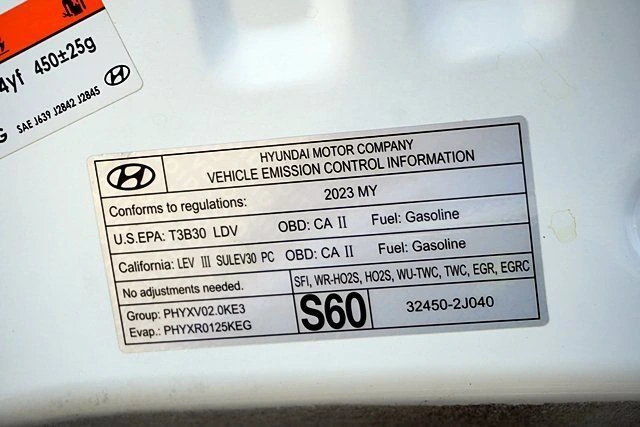 4yf 450±25g
SAE J639 J2842 J2845
HYUNDAI MOTOR COMPANY
VEHICLE EMISSION CONTROL INFORMATION
Conforms to regulations: 2023 MY
U.S.EPA: T3B30 LDV OBD: CA II Fuel: Gasoline
California: LEV III SULEV30 PC OBD: CA II Fuel: Gasoline
No adjustments needed. SFI, WR-HO2S, HO2S, WU-TWC, TWC, EGR, EGRC
Group: PHYXV02.0KE3
Evap.: PHYXR0125KEG
S60
32450-2J040